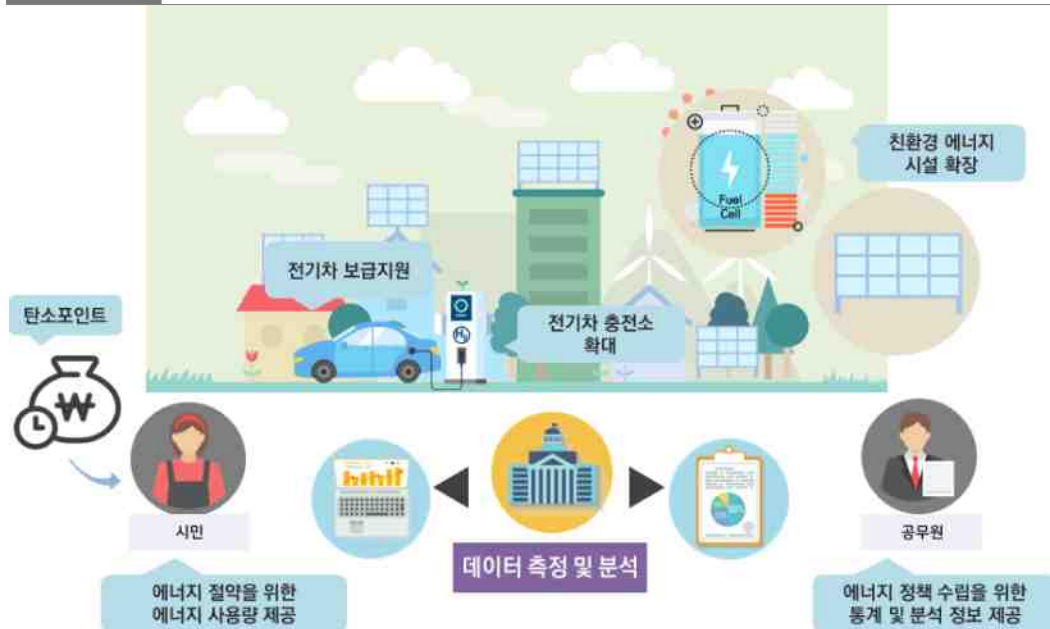 친환경 에너지
시설 확장
Fuel
Cell
전기차 보급지원
전기차 충전소
확대
탄소포인트
₩
시민
공무원
데이터 측정 및 분석
에너지 절약을 위한
에너지 사용량 제공
에너지 정책 수립을 위한
통계 및 분석 정보 제공